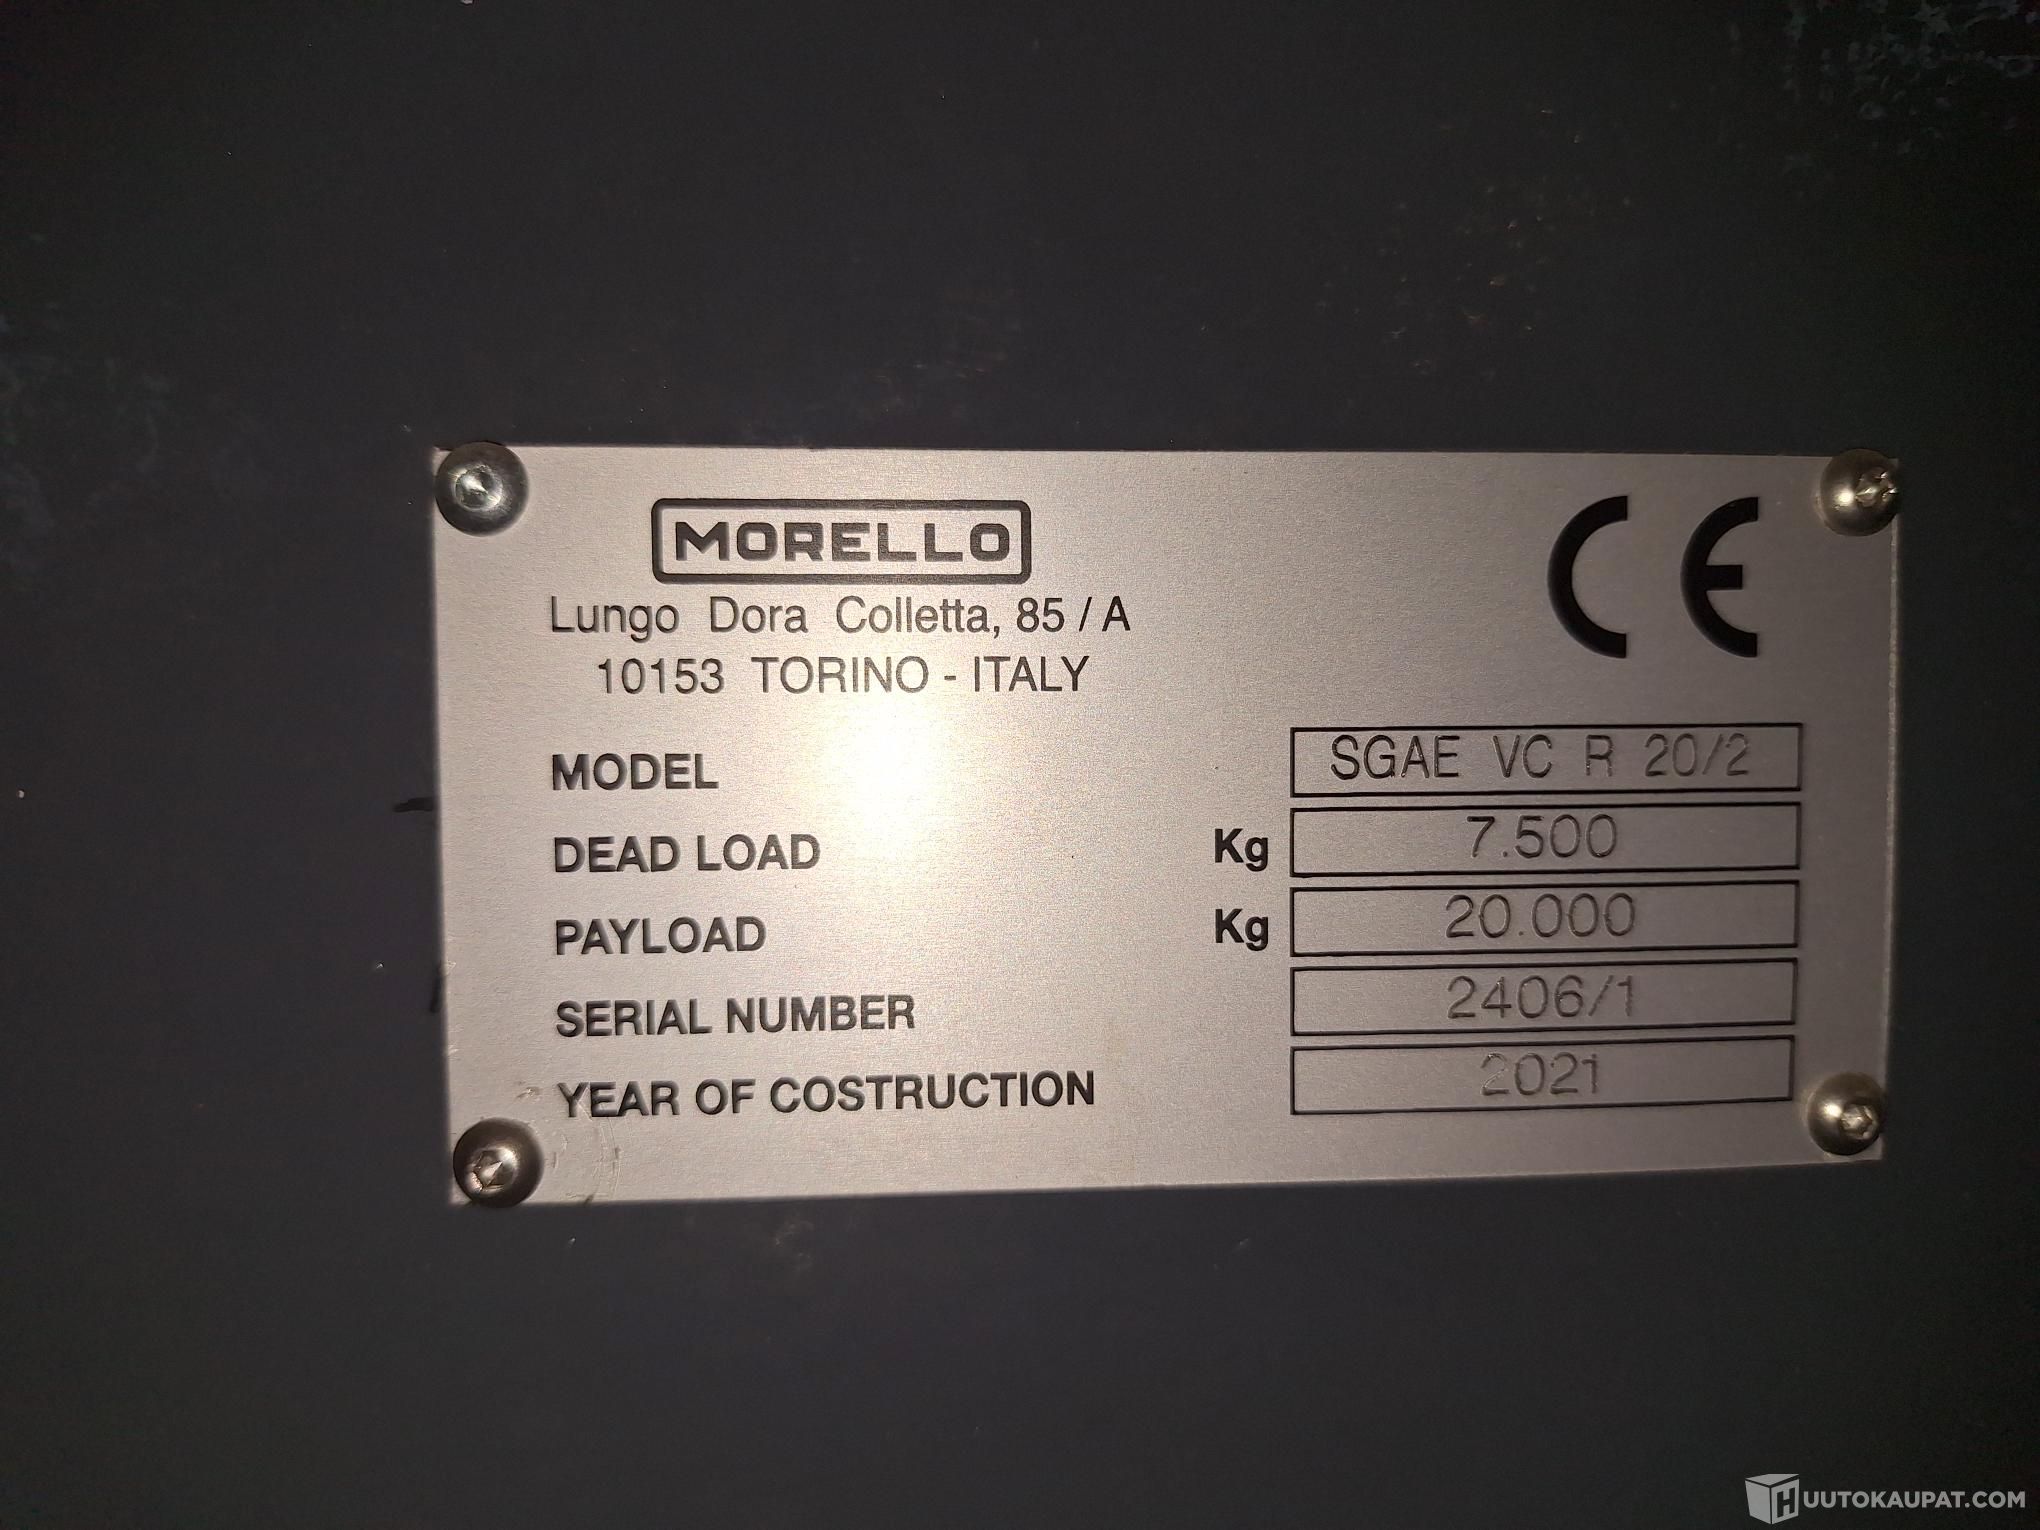 MORELLO
CE
Lungo Dora Colletta, 85 / A
10153 TORINO - ITALY
MODEL SGAE VC R 20/2
DEAD LOAD Kg 7.500
PAYLOAD Kg 20.000
SERIAL NUMBER 2406/1
YEAR OF COSTRUCTION 2021
HUUTOKAUPAT.COM